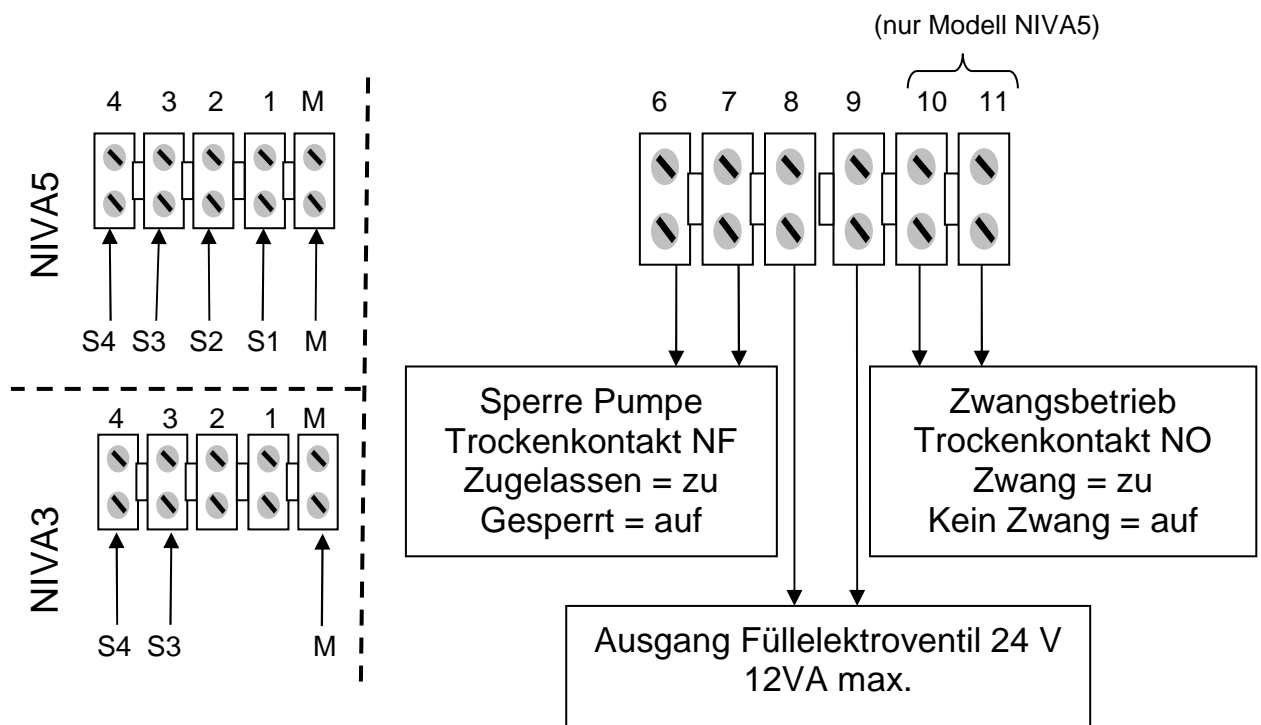 (nur Modell NIVA5)
4 3 2 1 M
NIVA5
S4 S3 S2 S1 M
4 3 2 1 M
NIVA3
S4 S3 M
6 7 8 9 10 11
Sperre Pumpe
Trockenkontakt NF
Zugelassen = zu
Gesperrt = auf
Zwangsbetrieb
Trockenkontakt NO
Zwang = zu
Kein Zwang = auf
Ausgang Füllelektroventil 24 V
12VA max.